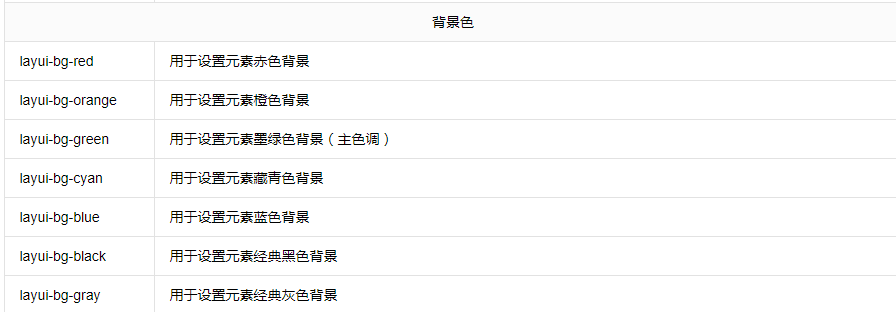 背景色
layui-bg-red 用于设置元素赤色背景
layui-bg-orange 用于设置元素橙色背景
layui-bg-green 用于设置元素墨绿色背景（主色调）
layui-bg-cyan 用于设置元素藏青色背景
layui-bg-blue 用于设置元素蓝色背景
layui-bg-black 用于设置元素经典黑色背景
layui-bg-gray 用于设置元素经典灰色背景